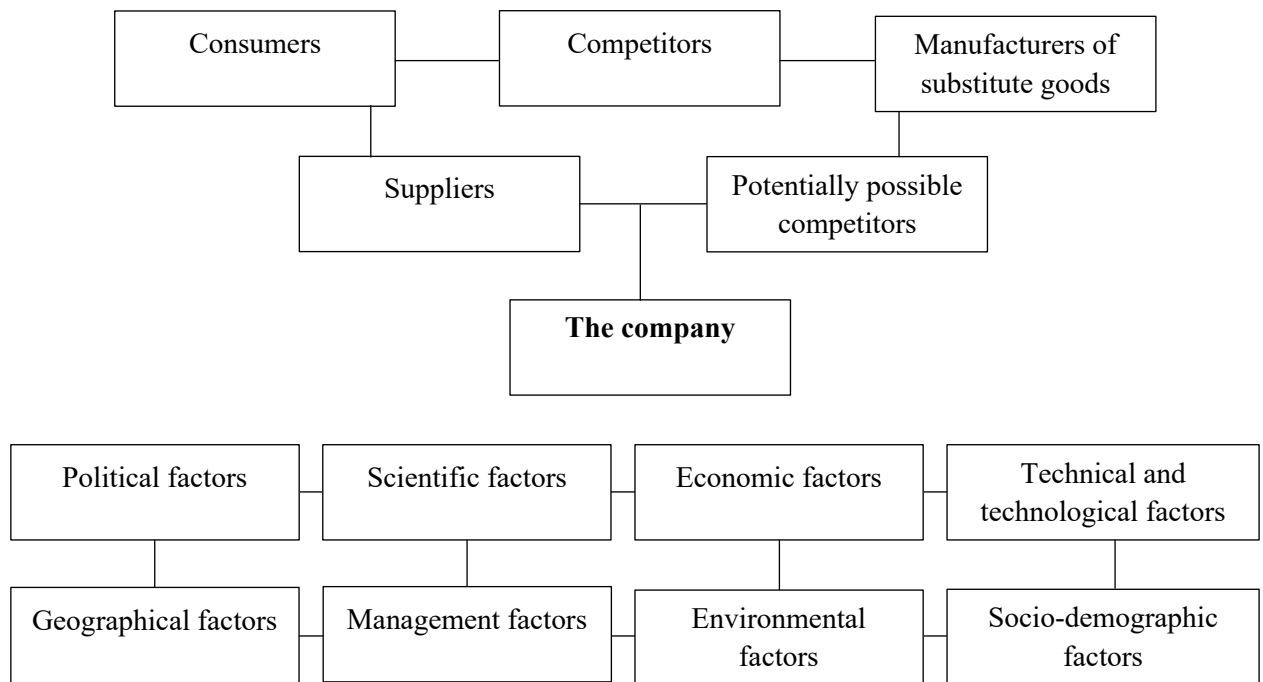 Consumers
Competitors
Manufacturers of
substitute goods
Suppliers
Potentially possible
competitors
The company
Political factors
Scientific factors
Economic factors
Technical and
technological factors
Geographical factors
Management factors
Environmental
factors
Socio-demographic
factors